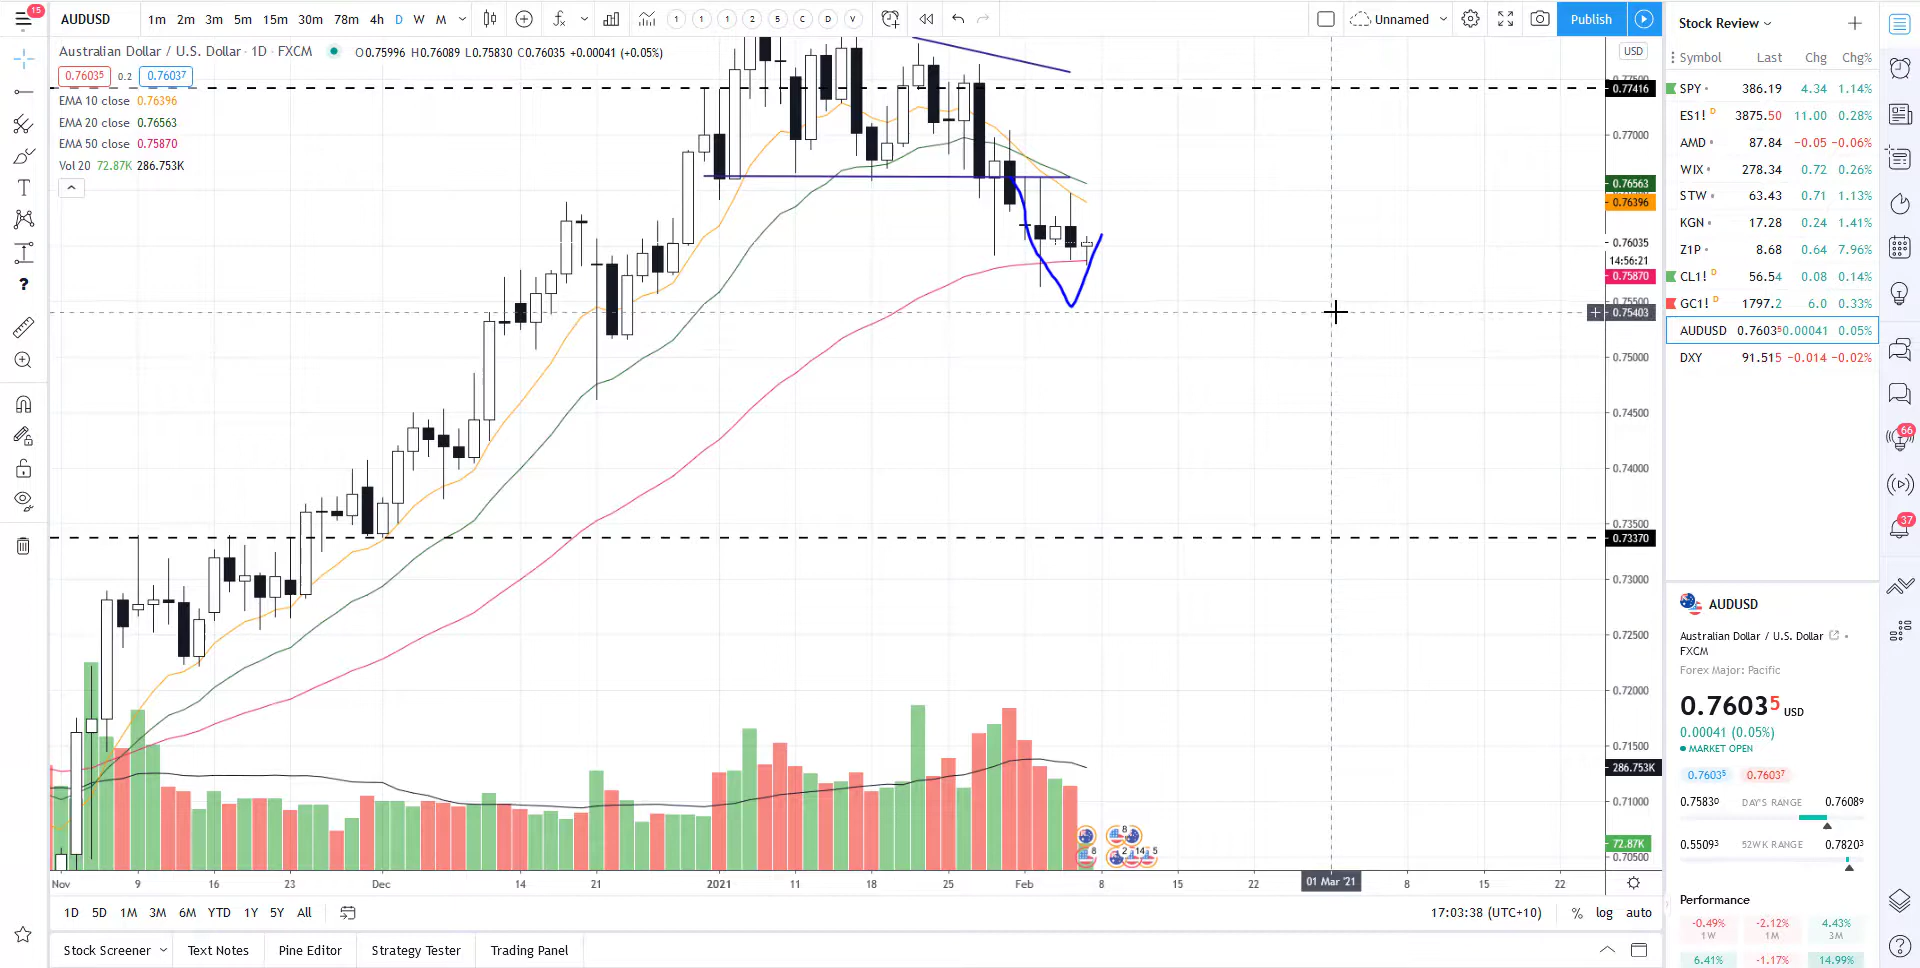 15
AUDUSD 1m 2m 3m 5m 15m 30m 78m 4h D W M
1 1 1 2 5 C D V
Unnamed Publish
Australian Dollar / U.S. Dollar · 1D · FXCM O0.75996 H0.76089 L0.75830 C0.76035 +0.00041 (+0.05%)
0.76035 0.2 0.76037
EMA 10 close 0.76396
EMA 20 close 0.76563
EMA 50 close 0.75870
Vol 20 72.87K 286.753K
USD
0.77416
0.77000
0.76563
0.76396
0.76035
14:56:21
0.75870
0.75500
0.75403
0.75000
0.74500
0.74000
0.73500
0.73370
0.73000
0.72500
0.72000
0.71500
286.753K
0.71000
72.87K
0.70500
8 8 2 14 5
Nov 9 16 23 Dec 14 21 2021 11 18 25 Feb 8 15 22 01 Mar '21 8 15 22
1D 5D 1M 3M 6M YTD 1Y 5Y All
17:03:38 (UTC+10) % log auto
Stock Screener Text Notes Pine Editor Strategy Tester Trading Panel
Stock Review
Symbol Last Chg Chg%
SPY 386.19 4.34 1.14%
ES1! D 3875.50 11.00 0.28%
AMD 87.84 −0.05 −0.06%
WIX 278.34 0.72 0.26%
STW 63.43 0.71 1.13%
KGN 17.28 0.24 1.41%
Z1P 8.68 0.64 7.96%
CL1! D 56.54 0.08 0.14%
GC1! D 1797.2 6.0 0.33%
AUDUSD 0.76035 0.00041 0.05%
DXY 91.515 −0.014 −0.02%
66
37
AUDUSD
Australian Dollar / U.S. Dollar
FXCM
Forex Major: Pacific
0.76035 USD
0.00041 (0.05%)
MARKET OPEN
0.76035 0.76037
0.75830 DAY'S RANGE 0.76089
0.55093 52WK RANGE 0.78203
Performance
-0.49% -2.12% 4.43%
1W 1M 3M
6.41% -1.17% 14.99%